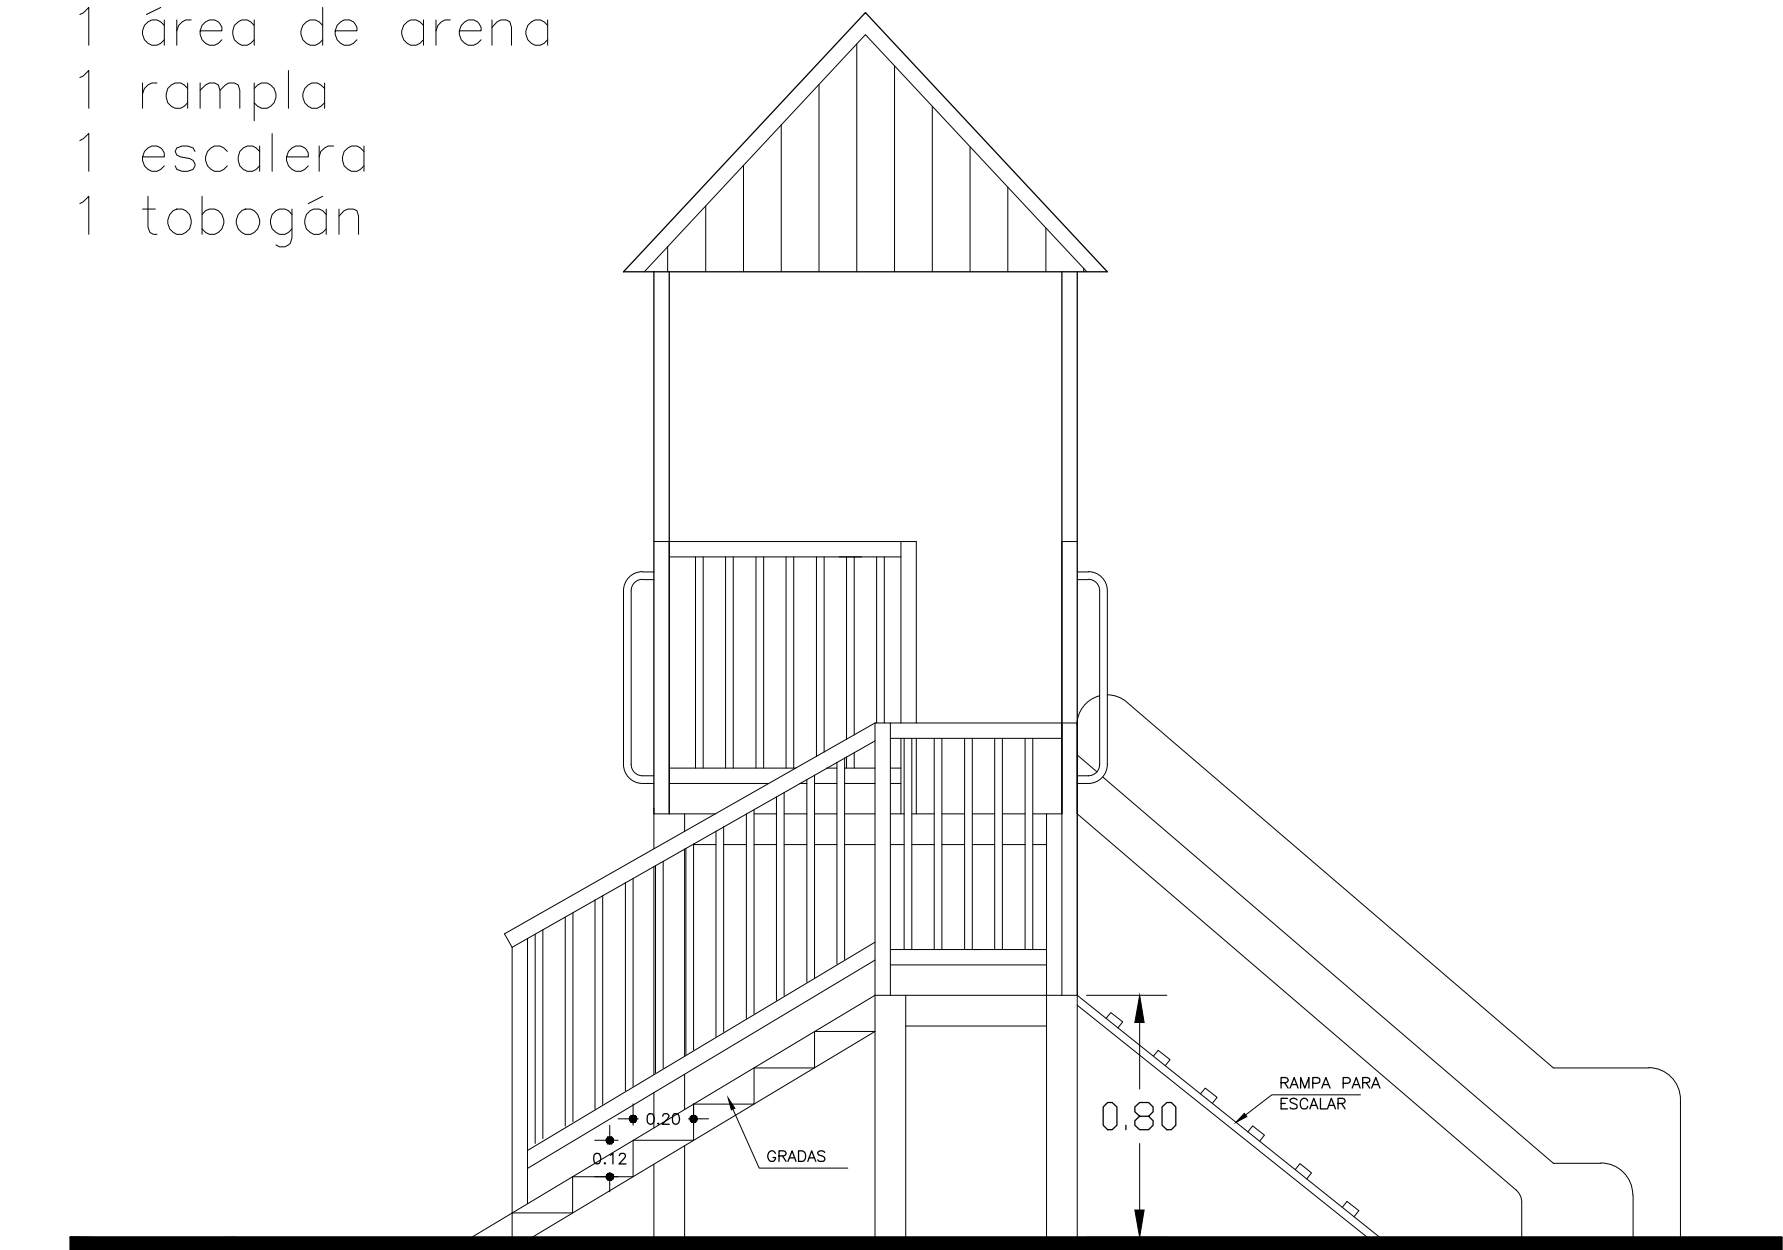 1 área de arena
1 rampla
1 escalera
1 tobogán
RAMPA PARA
ESCALAR
0.80
0.20
0.12
GRADAS